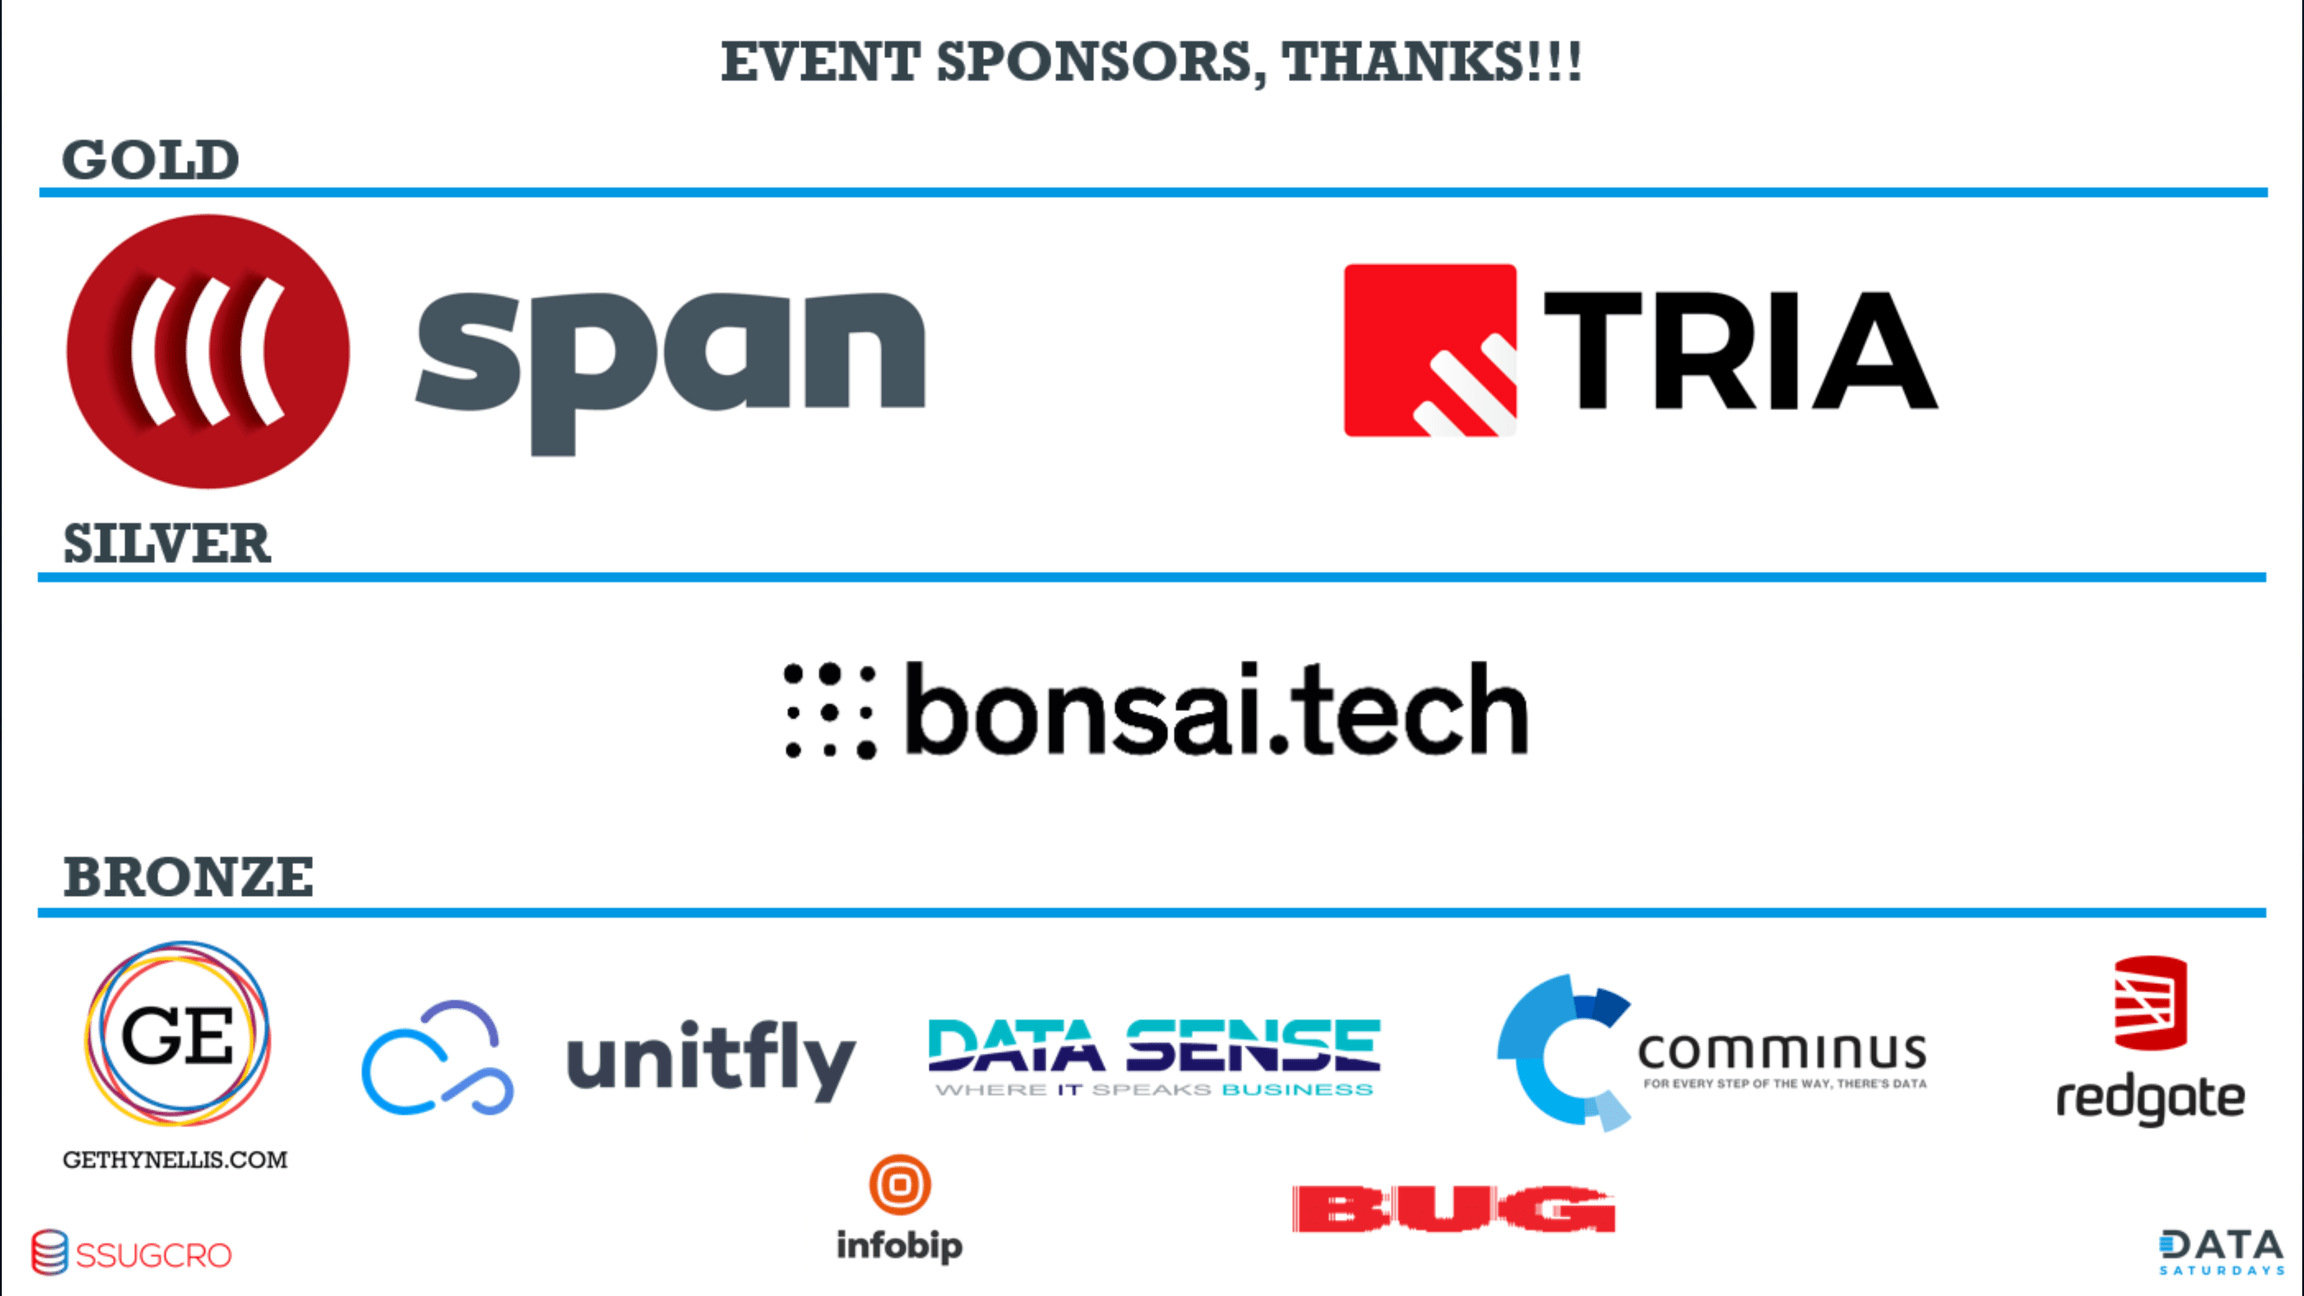 EVENT SPONSORS, THANKS!!!
GOLD
span
TRIA
SILVER
bonsai.tech
BRONZE
GE
GETHYNELLIS.COM
unitfly
DATA SENSE
WHERE IT SPEAKS BUSINESS
comminus
FOR EVERY STEP OF THE WAY, THERE'S DATA
redgate
infobip
BUG
SSUGCRO
DATA
SATURDAYS